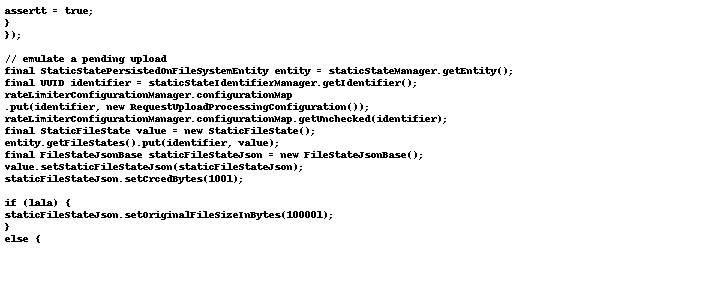 assertt = true;
}
});

// emulate a pending upload
final StaticStatePersistedOnFileSystemEntity entity = staticStateManager.getEntity();
final UUID identifier = staticStateIdentifierManager.getIdentifier();
rateLimiterConfigurationManager.configurationMap
.put(identifier, new RequestUploadProcessingConfiguration());
rateLimiterConfigurationManager.configurationMap.getUnchecked(identifier);
final StaticFileState value = new StaticFileState();
entity.getFileStates().put(identifier, value);
final FileStateJsonBase staticFileStateJson = new FileStateJsonBase();
value.setStaticFileStateJson(staticFileStateJson);
staticFileStateJson.setCrcedBytes(100l);

if (lala) {
staticFileStateJson.setOriginalFileSizeInBytes(10000l);
}
else {